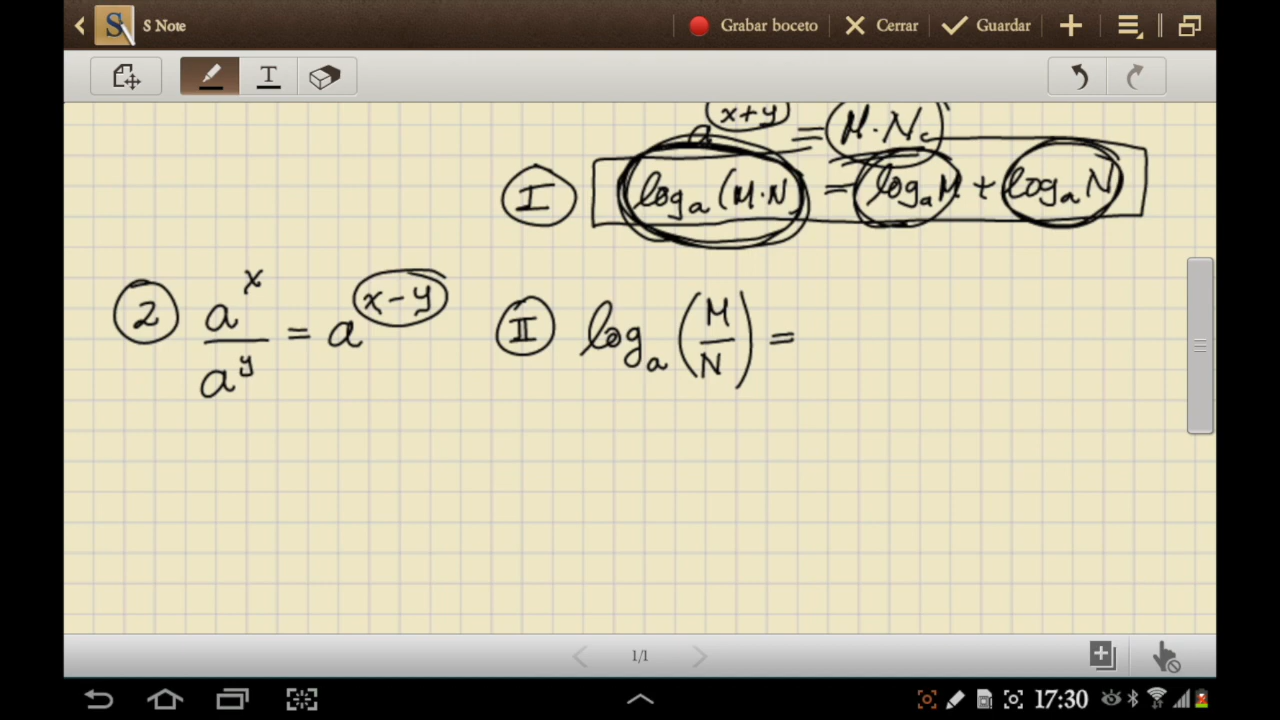 S Note
Grabar boceto
Cerrar
Guardar
T
a^(x+y) = M·N
I log_a (M·N) = log_a M + log_a N
2 a^x / a^y = a^(x-y)
II log_a (M/N) =
1/1
17:30